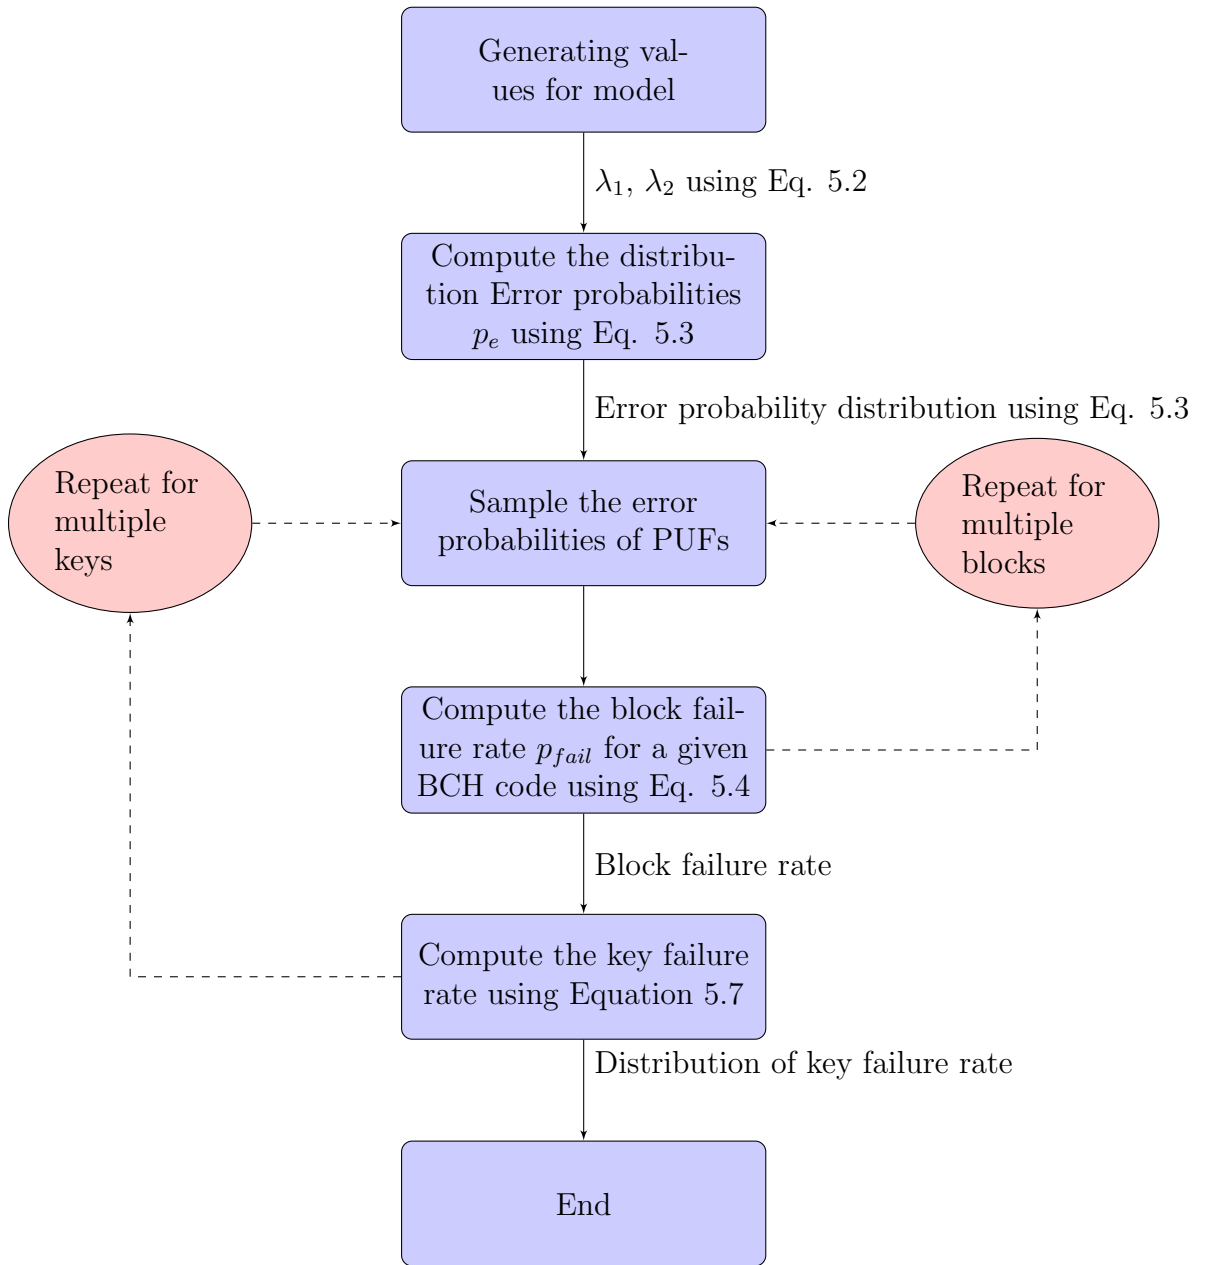 Generating val-
ues for model
λ₁, λ₂ using Eq. 5.2
Compute the distribu-
tion Error probabilities
pₑ using Eq. 5.3
Error probability distribution using Eq. 5.3
Repeat for
multiple
keys
Sample the error
probabilities of PUFs
Repeat for
multiple
blocks
Compute the block fail-
ure rate p_{fail} for a given
BCH code using Eq. 5.4
Block failure rate
Compute the key failure
rate using Equation 5.7
Distribution of key failure rate
End